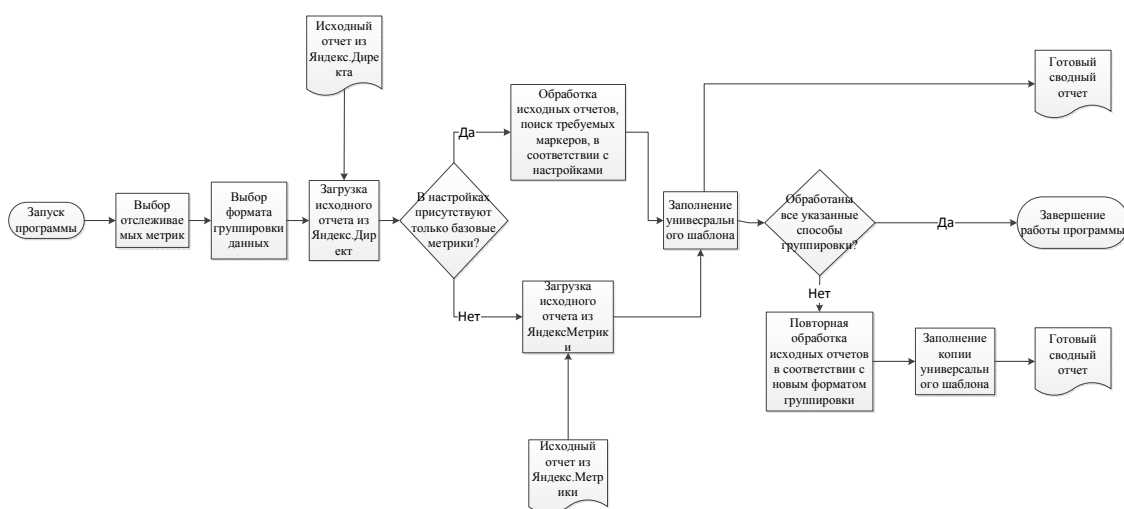 Исходный
отчет из
Яндекс.Дире
кта
Готовый
сводный
отчет
Обработка
исходных отчетов,
поиск требуемых
маркеров, в
соответствии с
настройками
Да
Запуск
программы
Выбор
отслеживае
мых метрик
Выбор
формата
группировки
данных
Загрузка
исходного
отчета из
Яндекс.Дир
ект
В настройках
присутствуют
только базовые
метрики?
Заполнение
унивесральн
ого шаблона
Обработаны
все указанные
способы
группировки?
Да
Завершение
работы программы
Нет
Загрузка
исходного
отчета из
ЯндексМетрик
и
Нет
Повторная
обработка
исходных отчетов
в соответствии с
новым форматом
группировки
Заполнение
копии
универсальн
ого шаблона
Готовый
сводный
отчет
Исходный
отчет из
Яндекс.Метр
ики